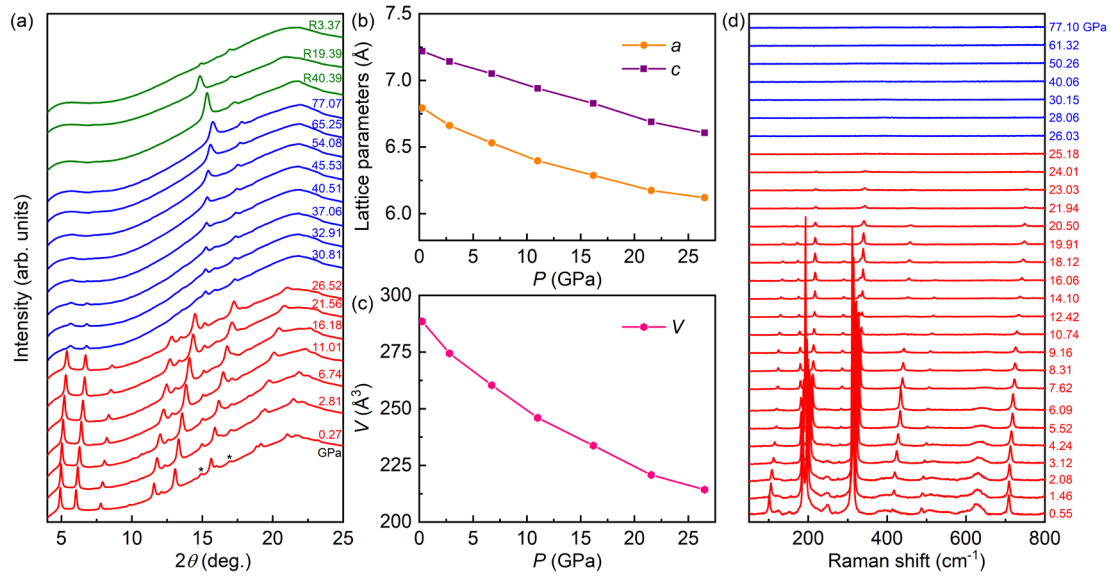 (a)
R3.37
R19.39
R40.39
77.07
65.25
54.08
45.53
40.51
37.06
32.91
30.81
26.52
21.56
16.18
11.01
6.74
2.81
0.27
GPa
*
*
Intensity (arb. units)
5 10 15 20 25
2θ (deg.)
(b)
7.5
7.0
6.5
6.0
Lattice parameters (Å)
a
c
0 5 10 15 20 25
P (GPa)
(c)
300
275
250
225
200
V (Å3)
V
0 5 10 15 20 25
P (GPa)
(d)
77.10 GPa
61.32
50.26
40.06
30.15
28.06
26.03
25.18
24.01
23.03
21.94
20.50
19.91
18.12
16.06
14.10
12.42
10.74
9.16
8.31
7.62
6.09
5.52
4.24
3.12
2.08
1.46
0.55
200 400 600 800
Raman shift (cm-1)